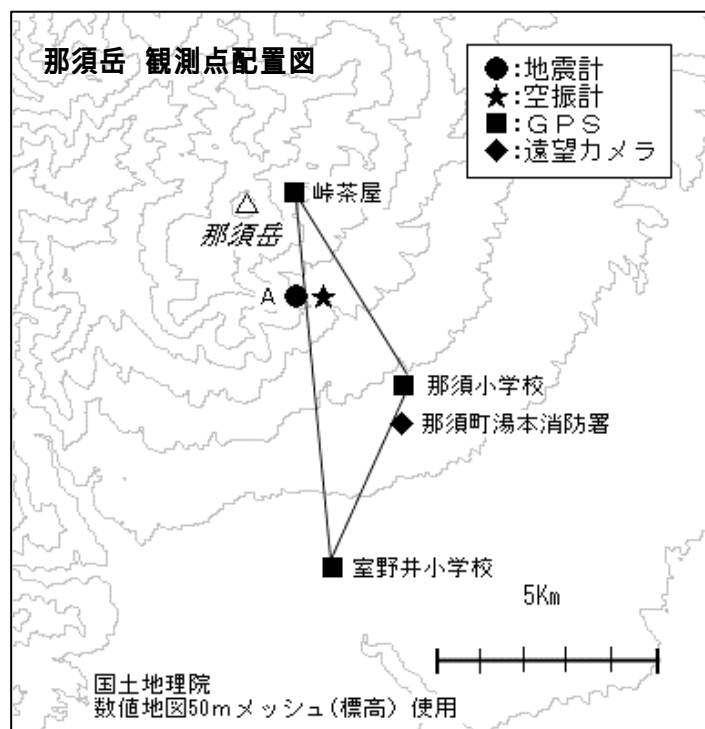 那須岳 観測点配置図
●:地震計
★:空振計
■:ＧＰＳ
◆:遠望カメラ
峠茶屋
那須岳
A
那須小学校
那須町湯本消防署
室野井小学校
5Km
国土地理院
数値地図50ｍメッシュ(標高) 使用